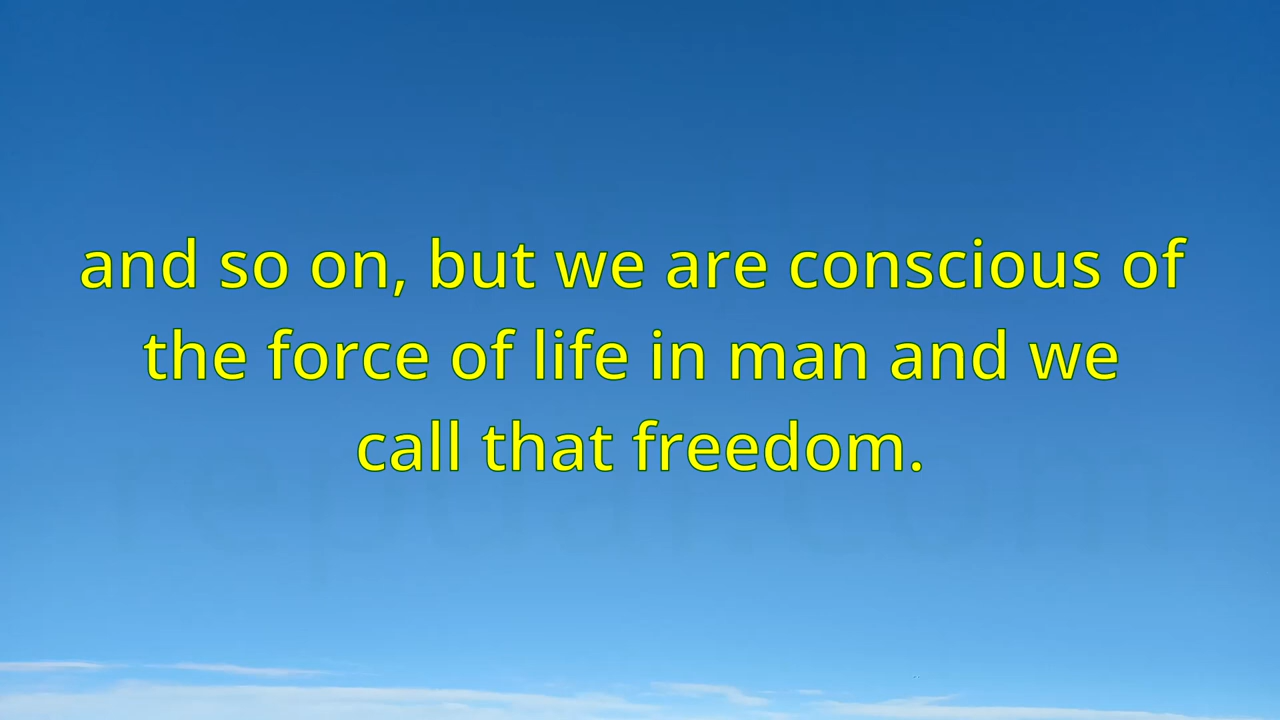 and so on, but we are conscious of
the force of life in man and we
call that freedom.